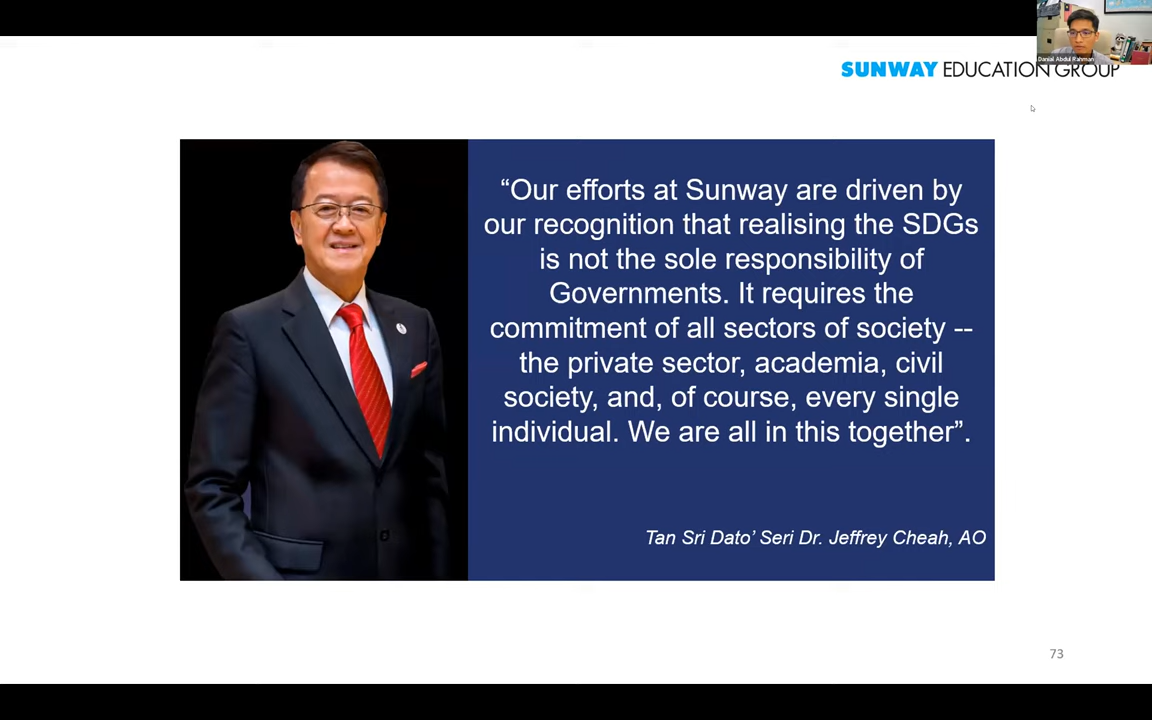 Danial Abdul Rahman
SUNWAY EDUCATION GROUP
“Our efforts at Sunway are driven by
our recognition that realising the SDGs
is not the sole responsibility of
Governments. It requires the
commitment of all sectors of society --
the private sector, academia, civil
society, and, of course, every single
individual. We are all in this together”.
Tan Sri Dato’ Seri Dr. Jeffrey Cheah, AO
73